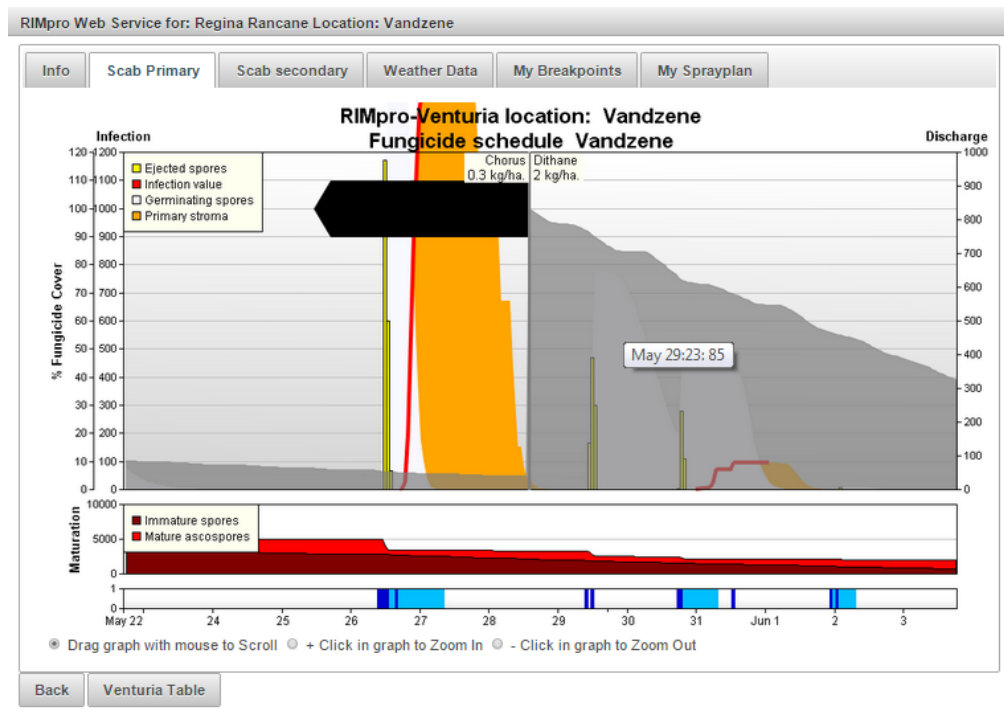 RIMpro Web Service for: Regina Rancane Location: Vandzene
Info Scab Primary Scab secondary Weather Data My Breakpoints My Sprayplan
RIMpro-Venturia location: Vandzene
Fungicide schedule Vandzene
Infection
Discharge
Chorus Dithane
0.3 kg/ha. 2 kg/ha.
Ejected spores
Infection value
Germinating spores
Primary stroma
120 1200 1000
110 1100 900
100 1000 800
90 900 700
80 800 600
70 700 500
60 600 400
50 500 300
40 400 200
30 300 100
20 200 0
10 100
0 0
% Fungicide Cover
May 29:23: 85
Maturation
10000
5000
0
Immature spores
Mature ascospores
1
0
May 22 24 25 26 27 28 29 30 31 Jun 1 2 3
Drag graph with mouse to Scroll + Click in graph to Zoom In - Click in graph to Zoom Out
Back Venturia Table